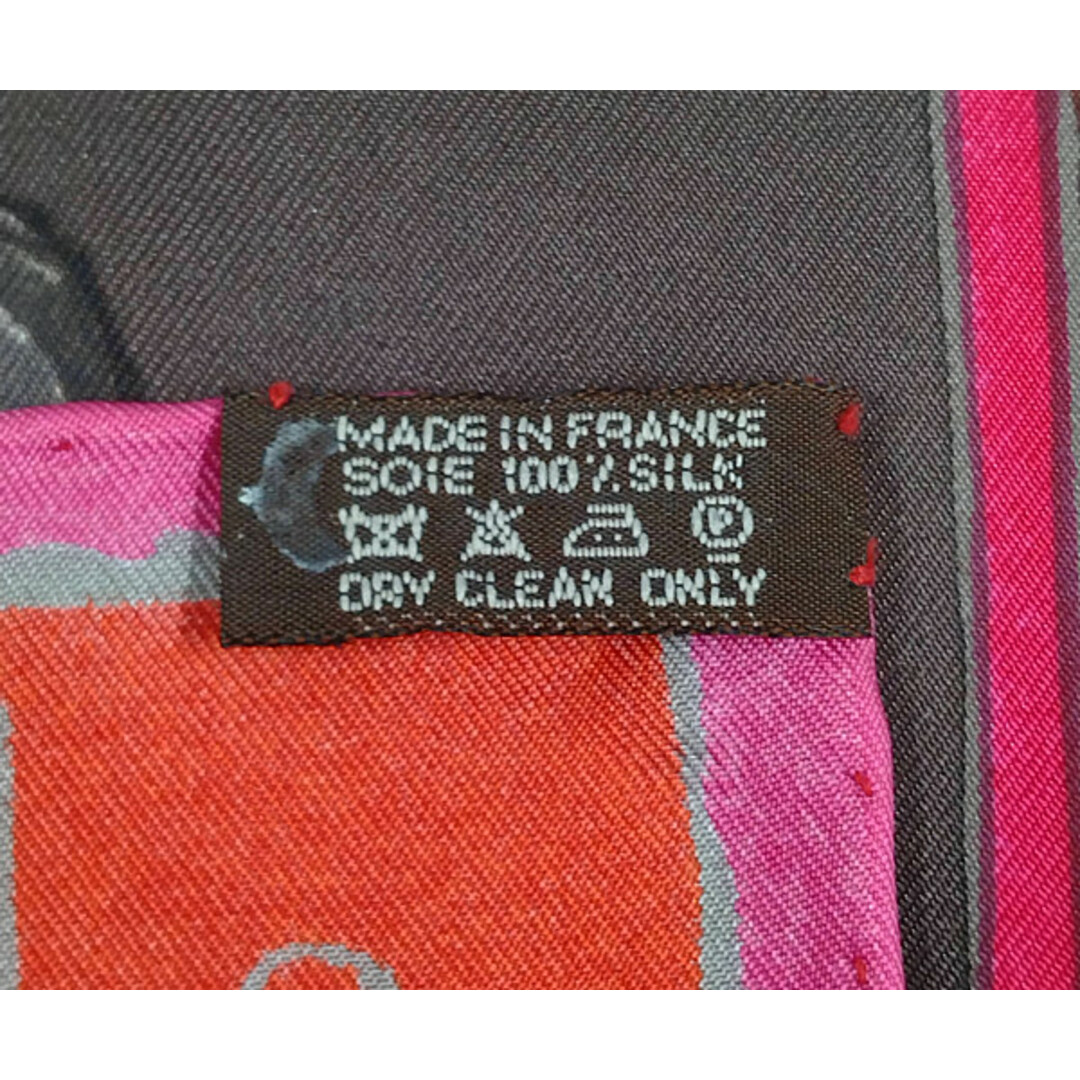 MADE IN FRANCE
SOIE 100% SILK
P
DRY CLEAN ONLY